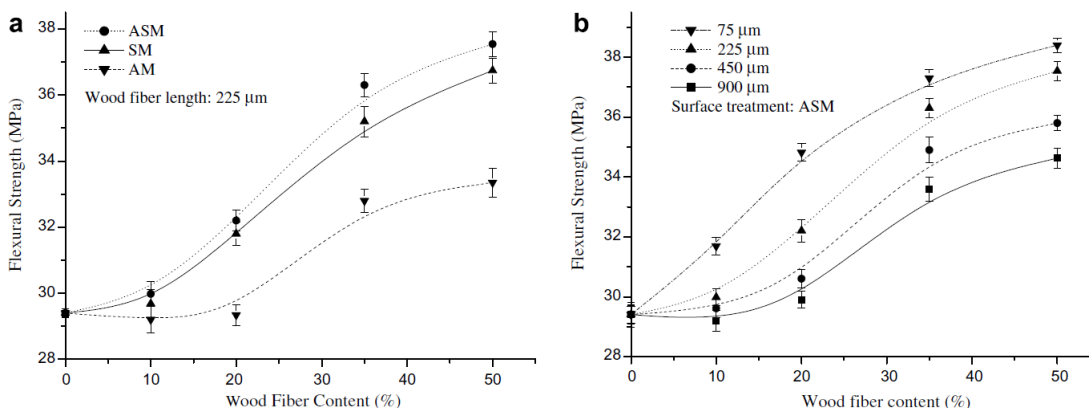 a
ASM
SM
AM
Wood fiber length: 225 μm
Flexural Strength (MPa)
38
36
34
32
30
28
0 10 20 30 40 50
Wood Fiber Content (%)
b
75 μm
225 μm
450 μm
900 μm
Surface treatment: ASM
Flexural Strength (MPa)
38
36
34
32
30
28
0 10 20 30 40 50
Wood fiber content (%)